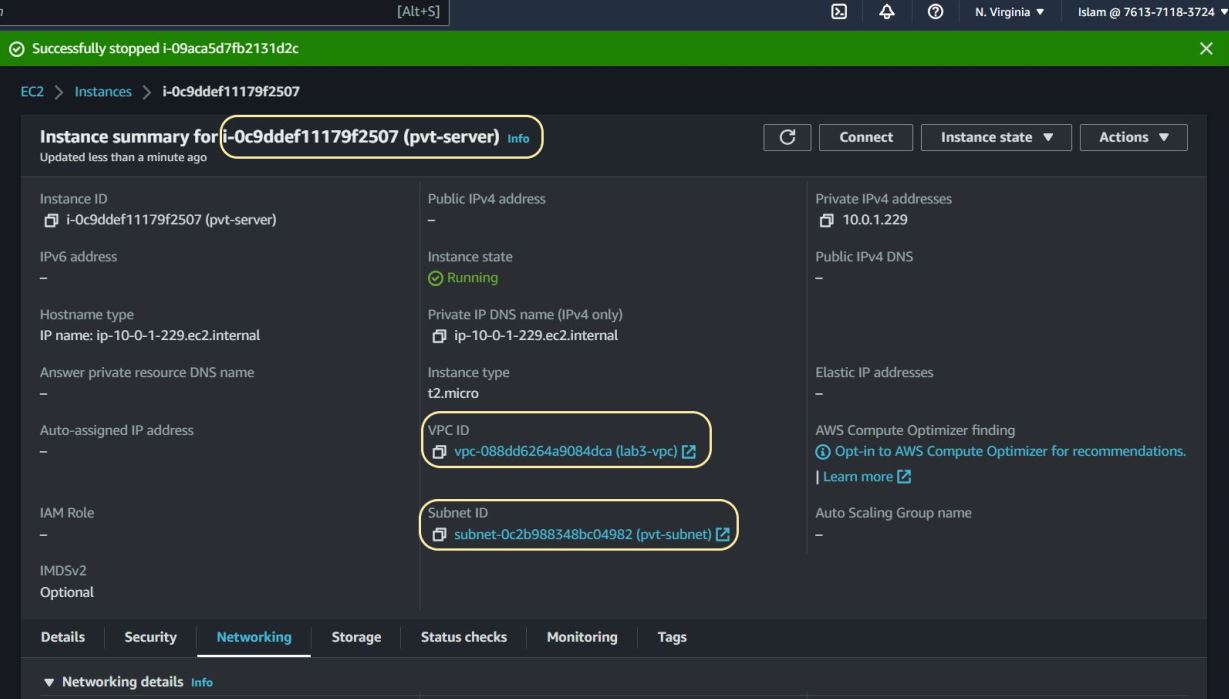 [Alt+S]
N. Virginia
Islam @ 7613-7118-3724
Successfully stopped i-09aca5d7fb2131d2c
EC2 Instances i-0c9ddef11179f2507
Instance summary for i-0c9ddef11179f2507 (pvt-server) Info
Updated less than a minute ago
Connect
Instance state
Actions
Instance ID
i-0c9ddef11179f2507 (pvt-server)
Public IPv4 address
–
Private IPv4 addresses
10.0.1.229
IPv6 address
–
Instance state
Running
Public IPv4 DNS
–
Hostname type
IP name: ip-10-0-1-229.ec2.internal
Private IP DNS name (IPv4 only)
ip-10-0-1-229.ec2.internal
Answer private resource DNS name
–
Instance type
t2.micro
Elastic IP addresses
–
Auto-assigned IP address
–
VPC ID
vpc-088dd6264a9084dca (lab3-vpc)
AWS Compute Optimizer finding
Opt-in to AWS Compute Optimizer for recommendations.
| Learn more
IAM Role
–
Subnet ID
subnet-0c2b988348bc04982 (pvt-subnet)
Auto Scaling Group name
–
IMDSv2
Optional
Details Security Networking Storage Status checks Monitoring Tags
Networking details Info